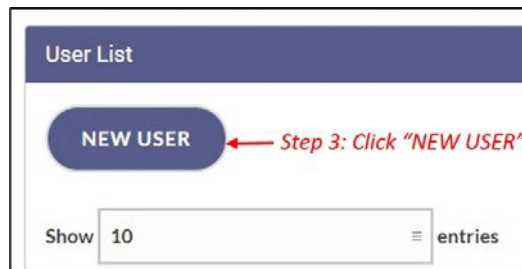 User List
NEW USER
Step 3: Click “NEW USER”
Show 10 entries